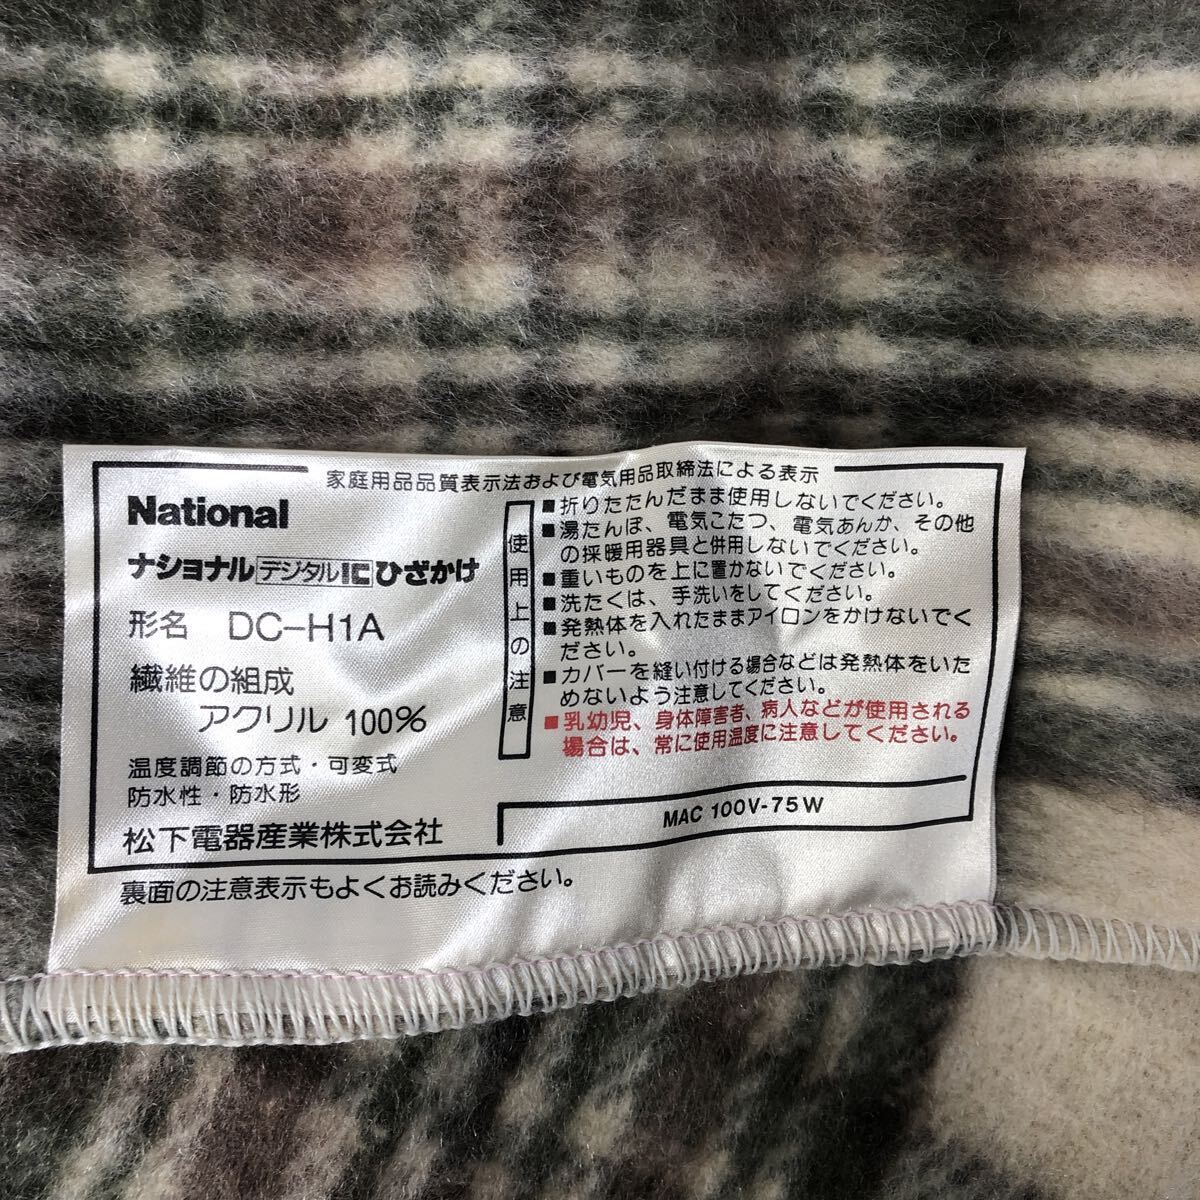 家庭用品品質表示法および電気用品取締法による表示
National
ナショナルデジタルICひざかけ
形名 DC-H1A
繊維の組成
アクリル 100%
温度調節の方式・可変式
防水性・防水形
松下電器産業株式会社
使用上の注意
■折りたたんだまま使用しないでください。
■湯たんぽ、電気こたつ、電気あんか、その他
の採暖用器具と併用しないでください。
■重いものを上に置かないでください。
■洗たくは、手洗いをしてください。
■発熱体を入れたままアイロンをかけないでく
ださい。
■カバーを縫い付ける場合などは発熱体をいた
めないよう注意してください。
■乳幼児、身体障害者、病人などが使用される
場合は、常に使用温度に注意してください。
MAC 100V-75W
裏面の注意表示もよくお読みください。